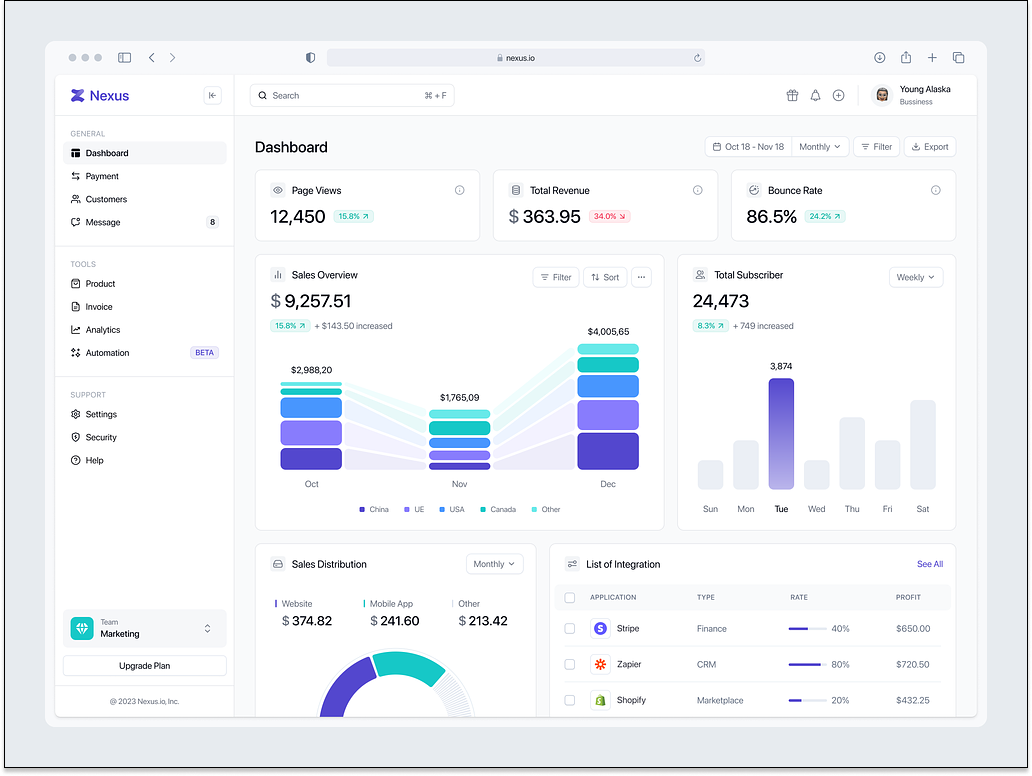 nexus.io
Nexus
Search
⌘ + F
Young Alaska
Bussiness
GENERAL
Dashboard
Payment
Customers
Message 8
TOOLS
Product
Invoice
Analytics
Automation BETA
SUPPORT
Settings
Security
Help
Team
Marketing
Upgrade Plan
@ 2023 Nexus.io, Inc.
Dashboard
Oct 18 - Nov 18 Monthly Filter Export
Page Views
12,450 15.8% ↗
Total Revenue
$ 363.95 34.0% ↘
Bounce Rate
86.5% 24.2% ↗
Sales Overview
Filter Sort ...
$ 9,257.51
15.8% ↗ + $143.50 increased
$4,005,65
$2,988,20
$1,765,09
Oct Nov Dec
China UE USA Canada Other
Total Subscriber
Weekly
24,473
8.3% ↗ + 749 increased
3,874
Sun Mon Tue Wed Thu Fri Sat
Sales Distribution
Monthly
Website Mobile App Other
$ 374.82 $ 241.60 $ 213.42
List of Integration See All
APPLICATION TYPE RATE PROFIT
S Stripe Finance 40% $650.00
Zapier CRM 80% $720.50
Shopify Marketplace 20% $432.25